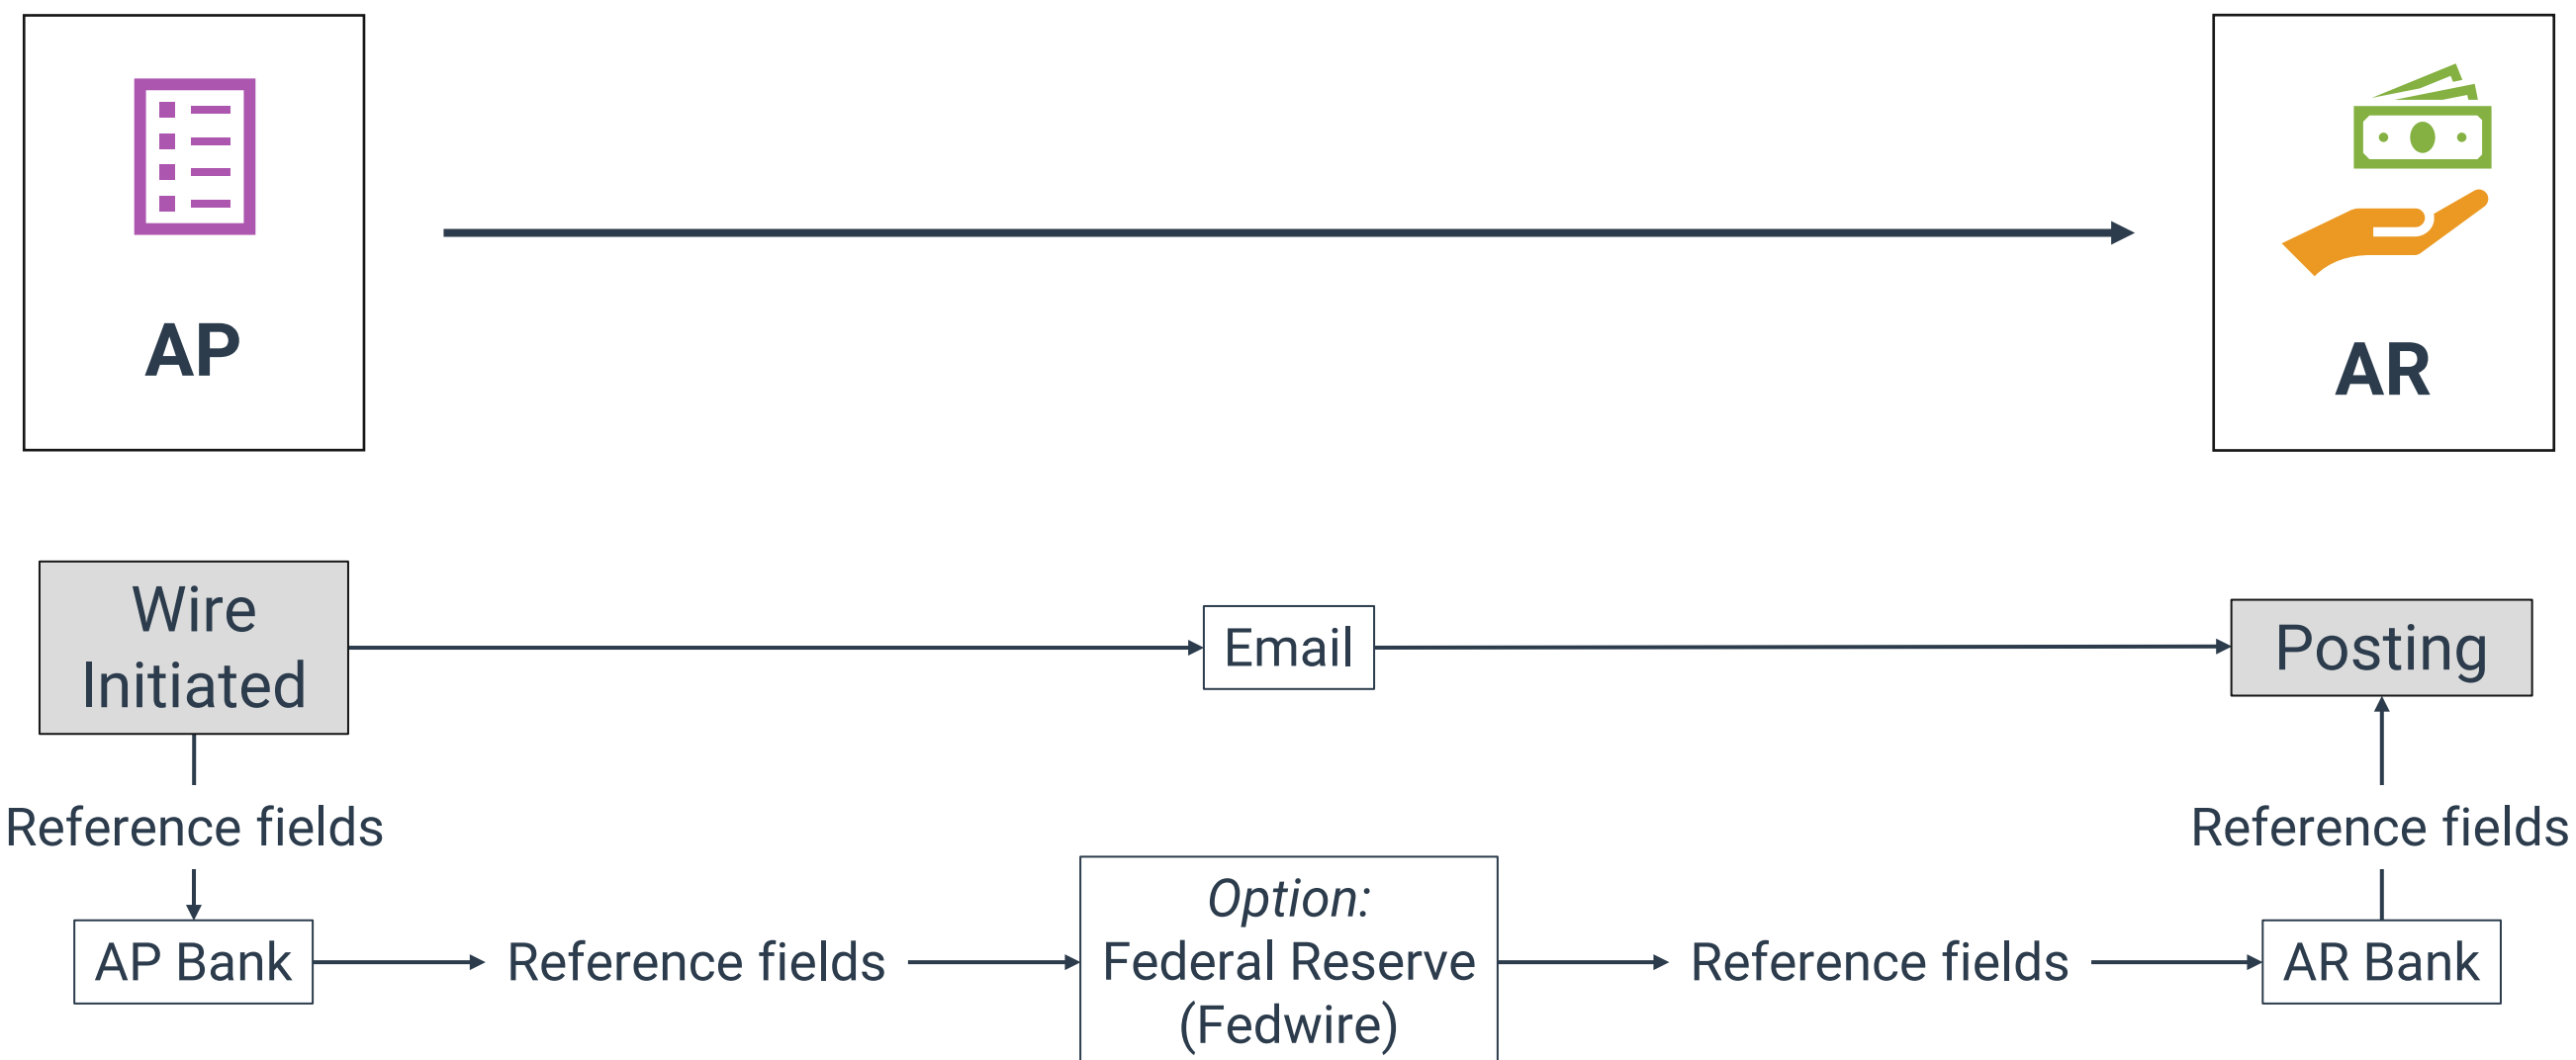 AP
AR
Wire
Initiated
Email
Posting
Reference fields
Reference fields
AP Bank
Reference fields
Option:
Federal Reserve
(Fedwire)
Reference fields
AR Bank